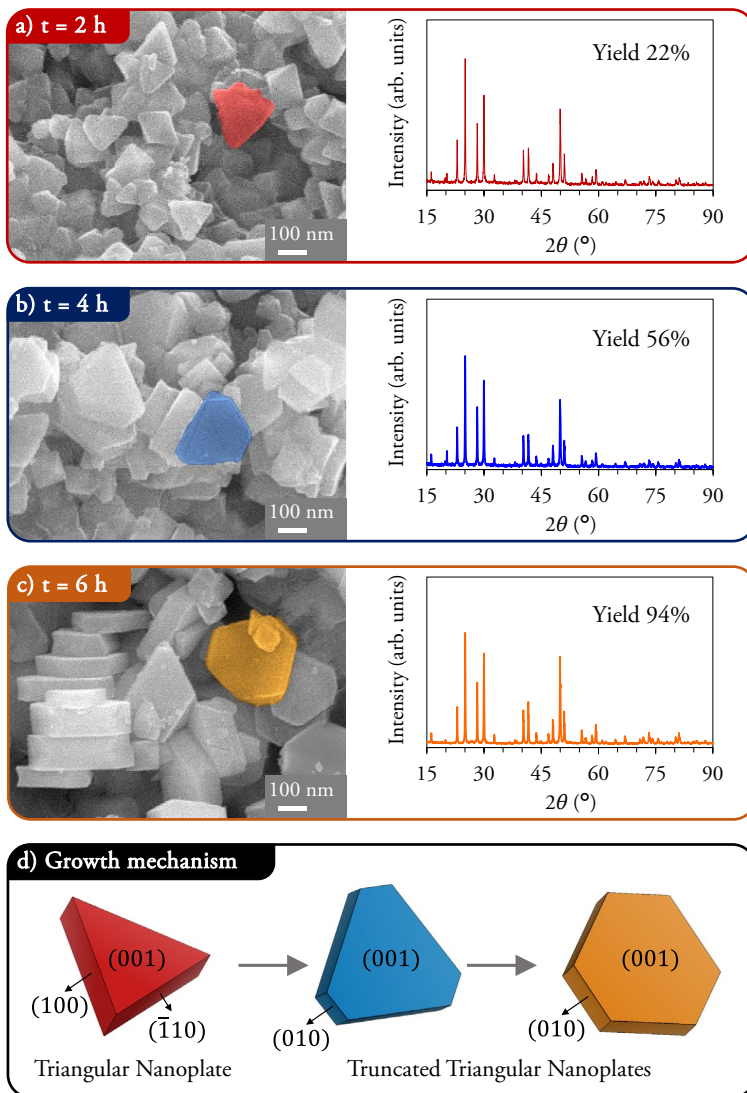 a) t = 2 h
100 nm
Intensity (arb. units)
Yield 22%
15 30 45 60 75 90
2θ (°)
b) t = 4 h
100 nm
Intensity (arb. units)
Yield 56%
15 30 45 60 75 90
2θ (°)
c) t = 6 h
100 nm
Intensity (arb. units)
Yield 94%
15 30 45 60 75 90
2θ (°)
d) Growth mechanism
(001) (001) (001)
(100) (1̅10) (010) (010)
Triangular Nanoplate Truncated Triangular Nanoplates